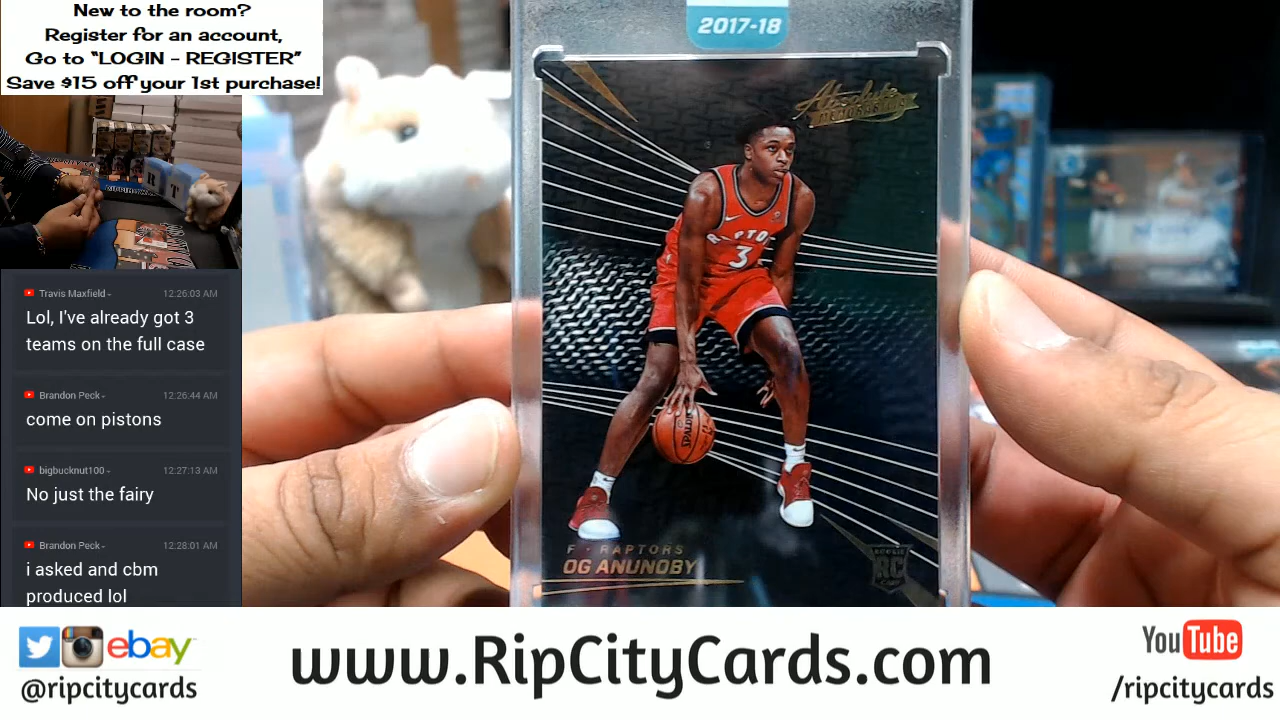 New to the room?
Register for an account,
Go to “LOGIN - REGISTER”
Save $15 off your 1st purchase!
Travis Maxfield
12:26:03 AM
Lol, I've already got 3
teams on the full case
Brandon Peck
12:26:44 AM
come on pistons
bigbucknut100
12:27:13 AM
No just the fairy
Brandon Peck
12:28:01 AM
i asked and cbm
produced lol
2017-18
Absolute
MEMORABILIA
RAPTO
3
SPALDING
F · RAPTORS
OG ANUNOBY
ROOKIE
RC
ebay
@ripcitycards
www.RipCityCards.com
YouTube
/ripcitycards